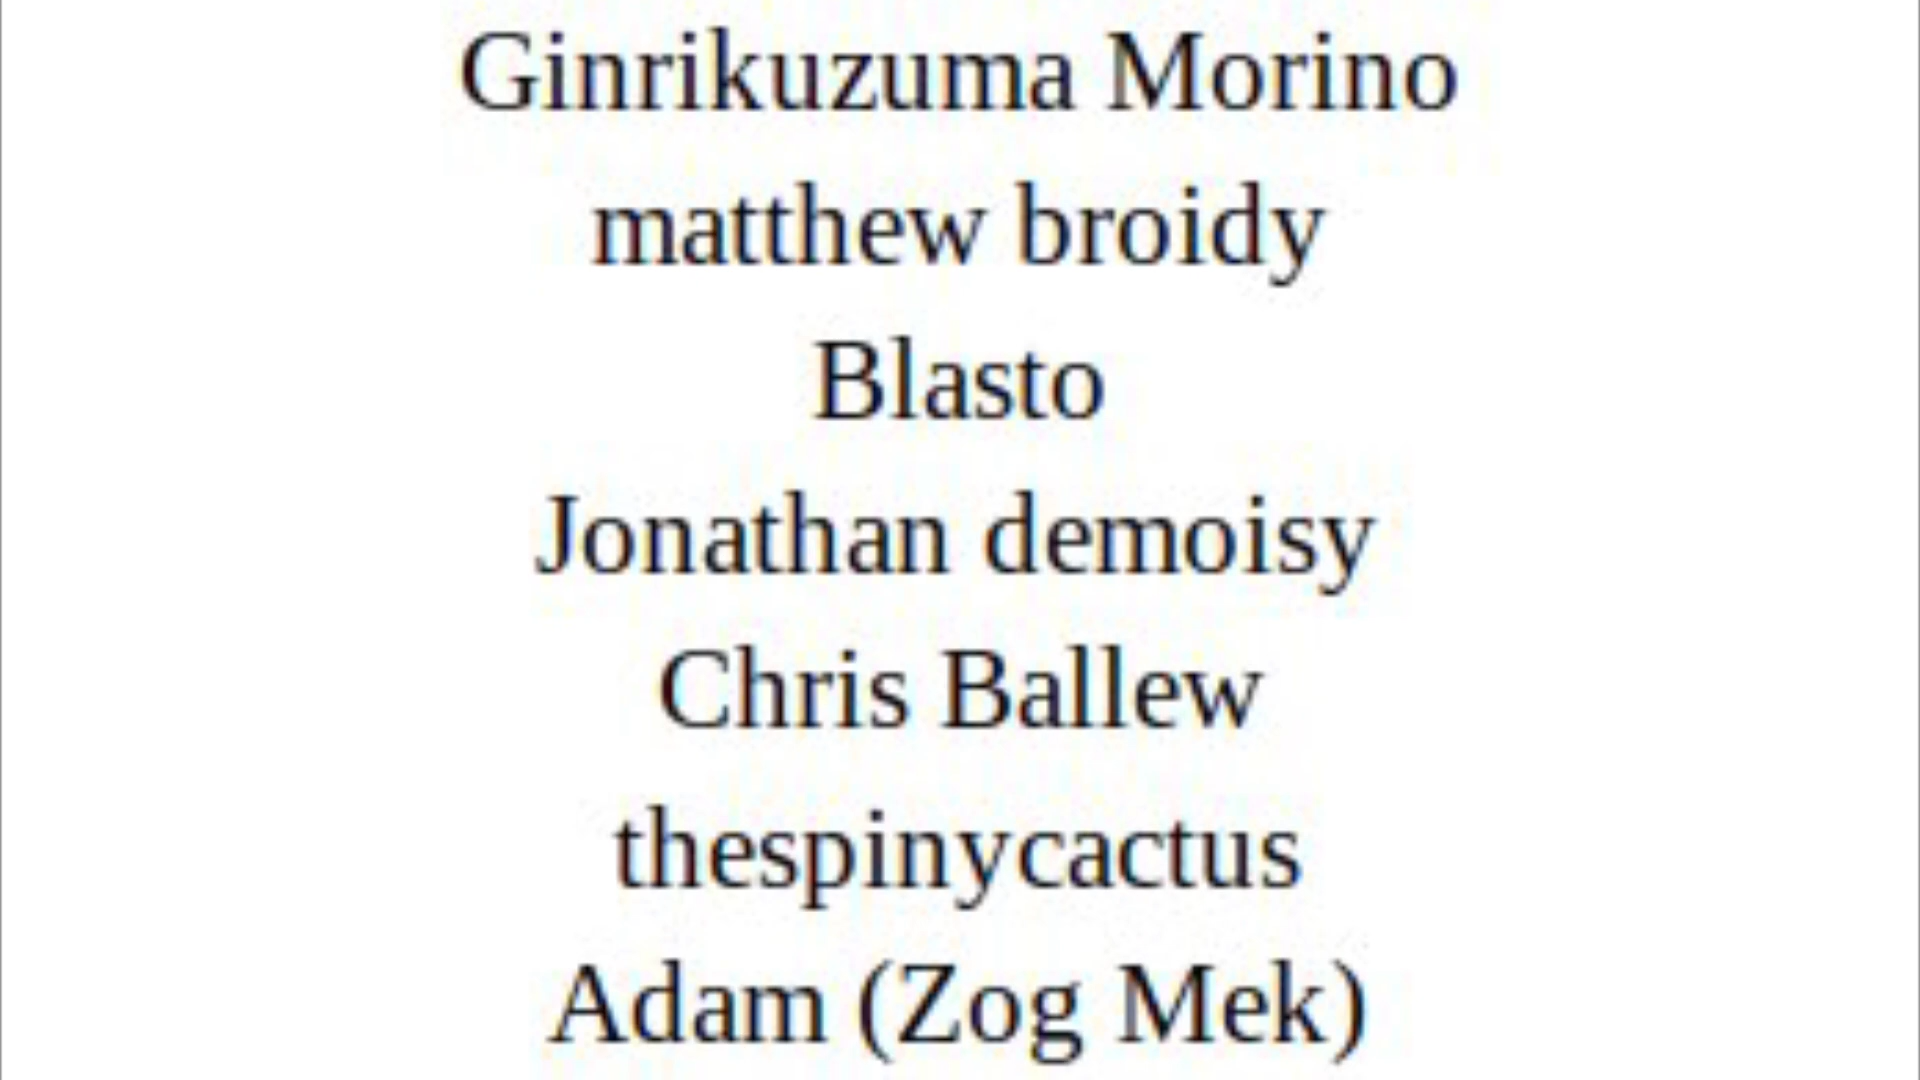 Ginrikuzuma Morino
matthew broidy
Blasto
Jonathan demoisy
Chris Ballew
thespinycactus
Adam (Zog Mek)